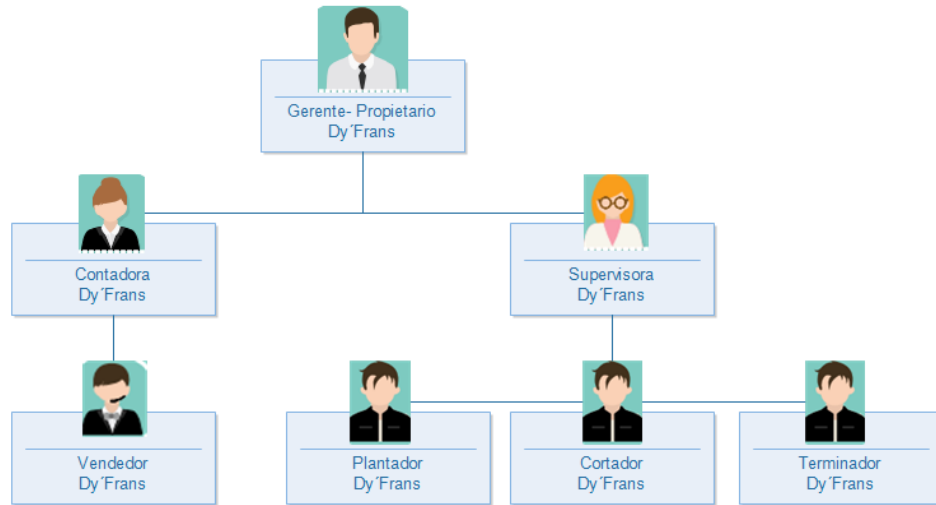 Gerente- Propietario
Dy´Frans
Contadora
Dy´Frans
Supervisora
Dy´Frans
Vendedor
Dy´Frans
Plantador
Dy´Frans
Cortador
Dy´Frans
Terminador
Dy´Frans